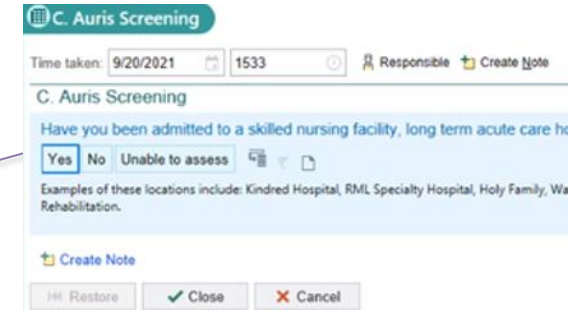 C. Auris Screening
Time taken: 9/20/2021 1533 Responsible Create Note
C. Auris Screening
Have you been admitted to a skilled nursing facility, long term acute care ho
Yes No Unable to assess
Examples of these locations include: Kindred Hospital, RML Specialty Hospital, Holy Family, Wa
Rehabilitation.
Create Note
Restore Close Cancel